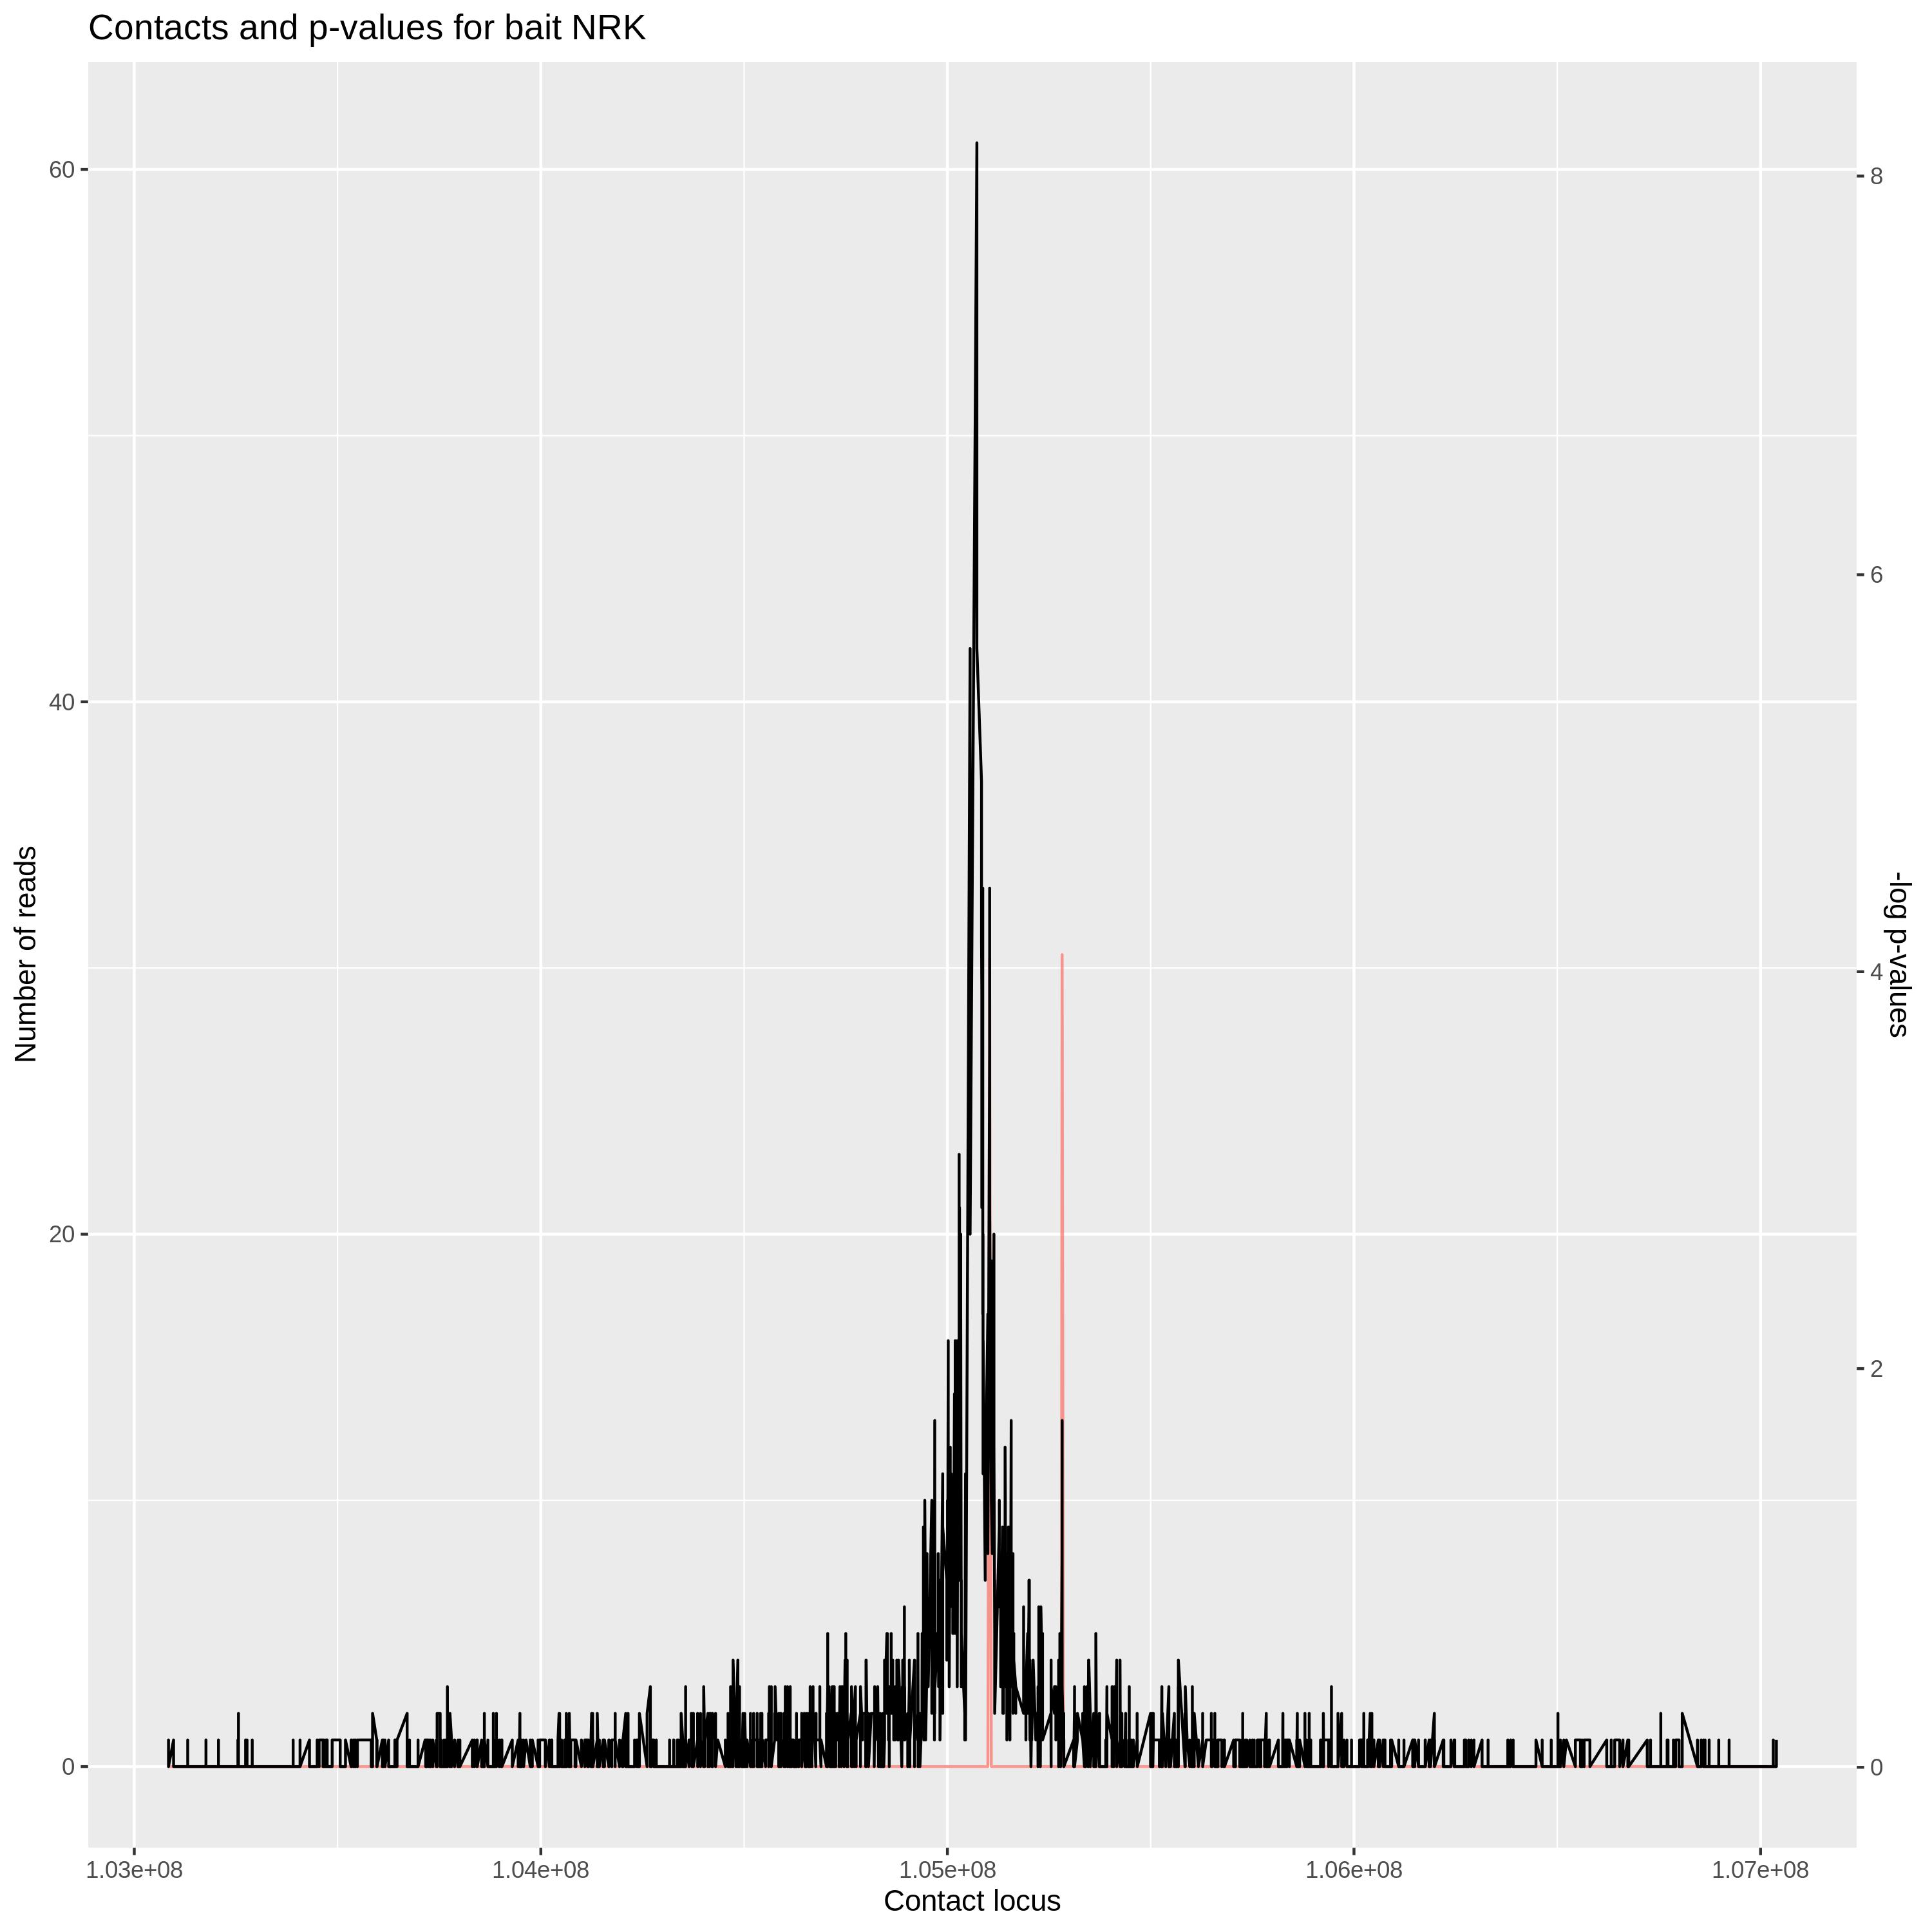 Contacts and p-values for bait NRK
60
40
20
0
Number of reads
8
6
4
2
0
-log p-values
1.03e+08
1.04e+08
1.05e+08
1.06e+08
1.07e+08
Contact locus